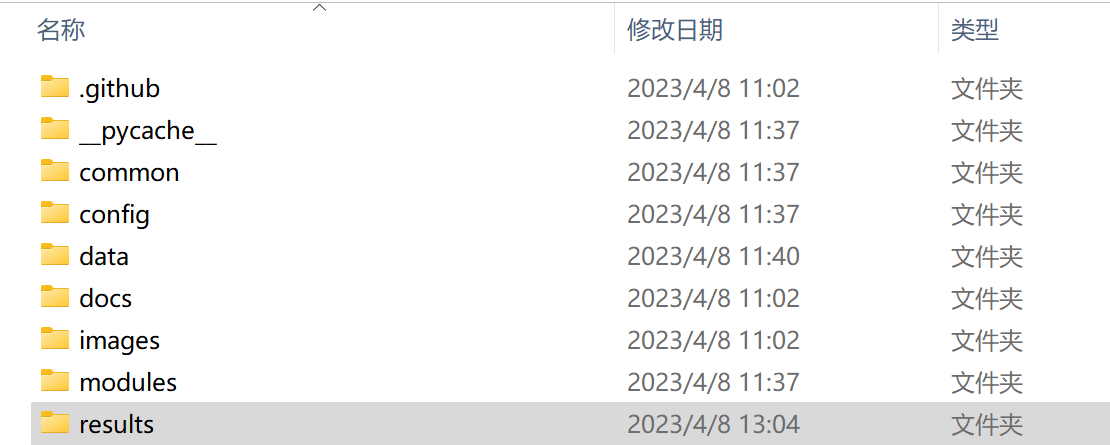 名称 修改日期 类型
.github 2023/4/8 11:02 文件夹
__pycache__ 2023/4/8 11:37 文件夹
common 2023/4/8 11:37 文件夹
config 2023/4/8 11:37 文件夹
data 2023/4/8 11:40 文件夹
docs 2023/4/8 11:02 文件夹
images 2023/4/8 11:02 文件夹
modules 2023/4/8 11:37 文件夹
results 2023/4/8 13:04 文件夹